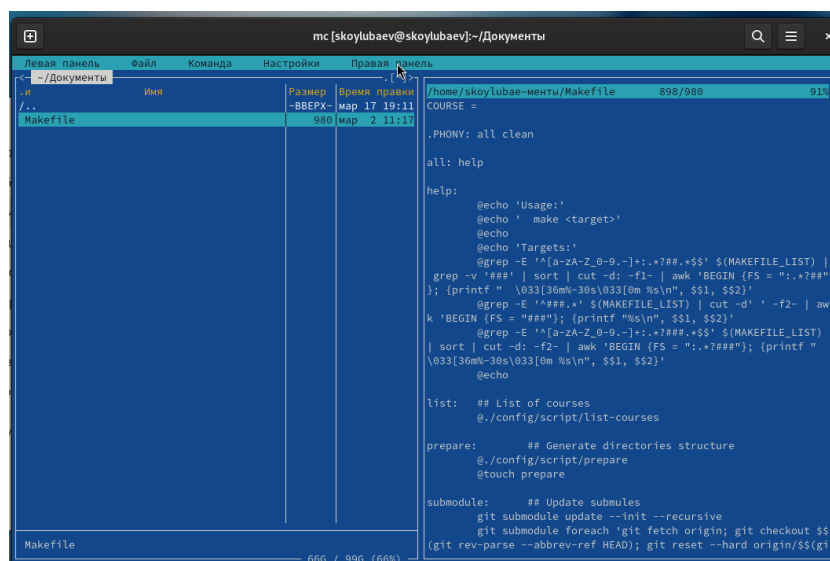 mc [skoylubaev@skoylubaev]:~/Документы
Левая панель Файл Команда Настройки Правая панель
<- ~/Документы .[^]>
.и Имя Размер Время правки
/.. -ВВЕРХ- мар 17 19:11
Makefile 980 мар 2 11:17
Makefile
66G / 99G (66%)
/home/skoylubae-менты/Makefile 898/980 91%
COURSE =
.PHONY: all clean
all: help
help:
@echo 'Usage:'
@echo ' make <target>'
@echo
@echo 'Targets:'
@grep -E '^[a-zA-Z_0-9.-]+:.*?##.*$$' $(MAKEFILE_LIST) |
grep -v '###' | sort | cut -d: -f1- | awk 'BEGIN {FS = ":.*?##"
}; {printf " \033[36m%-30s\033[0m %s\n", $$1, $$2}'
@grep -E '^###.*' $(MAKEFILE_LIST) | cut -d' ' -f2- | aw
k 'BEGIN {FS = "###"}; {printf "%s\n", $$1, $$2}'
@grep -E '^[a-zA-Z_0-9.-]+:.*?###.*$$' $(MAKEFILE_LIST)
| sort | cut -d: -f2- | awk 'BEGIN {FS = ":.*?###"}; {printf "
\033[36m%-30s\033[0m %s\n", $$1, $$2}'
@echo
list: ## List of courses
@./config/script/list-courses
prepare: ## Generate directories structure
@./config/script/prepare
@touch prepare
submodule: ## Update submules
git submodule update --init --recursive
git submodule foreach 'git fetch origin; git checkout $$
(git rev-parse --abbrev-ref HEAD); git reset --hard origin/$$(gi